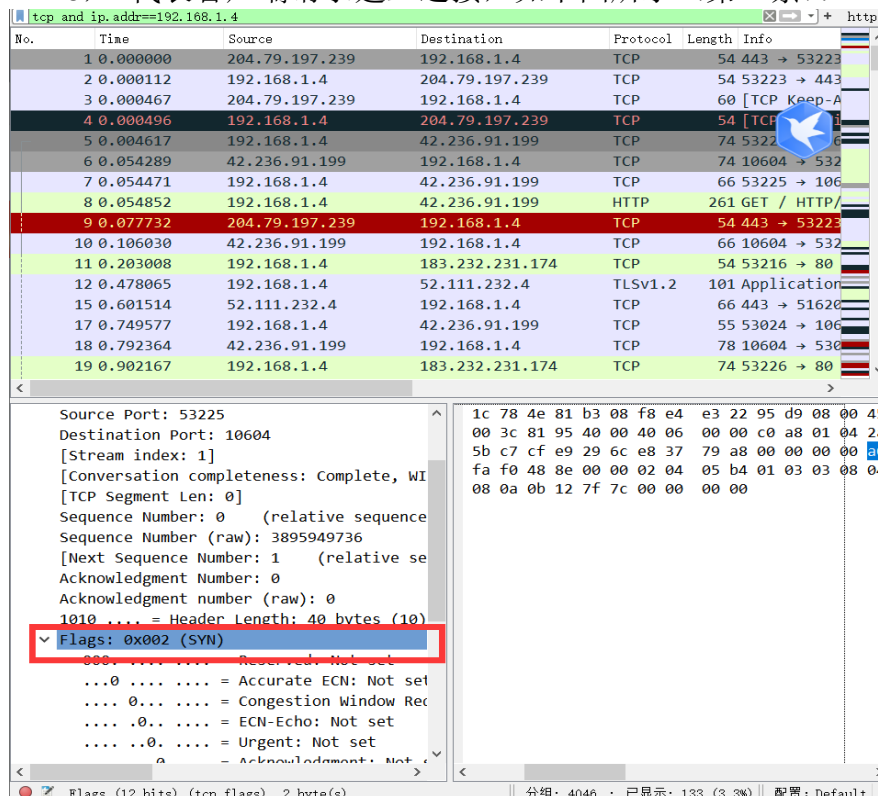 tcp and ip.addr==192.168.1.4 + http
No. Time Source Destination Protocol Length Info
1 0.000000 204.79.197.239 192.168.1.4 TCP 54 443 → 53223
2 0.000112 192.168.1.4 204.79.197.239 TCP 54 53223 → 443
3 0.000467 204.79.197.239 192.168.1.4 TCP 60 [TCP Keep-A
4 0.000496 192.168.1.4 204.79.197.239 TCP 54 [TCP
5 0.004617 192.168.1.4 42.236.91.199 TCP 74 5322
6 0.054289 42.236.91.199 192.168.1.4 TCP 74 10604 → 532
7 0.054471 192.168.1.4 42.236.91.199 TCP 66 53225 → 106
8 0.054852 192.168.1.4 42.236.91.199 HTTP 261 GET / HTTP/
9 0.077732 204.79.197.239 192.168.1.4 TCP 54 443 → 53223
10 0.106030 42.236.91.199 192.168.1.4 TCP 66 10604 → 532
11 0.203008 192.168.1.4 183.232.231.174 TCP 54 53216 → 80
12 0.478065 192.168.1.4 52.111.232.4 TLSv1.2 101 Application
15 0.601514 52.111.232.4 192.168.1.4 TCP 66 443 → 51620
17 0.749577 192.168.1.4 42.236.91.199 TCP 55 53024 → 106
18 0.792364 42.236.91.199 192.168.1.4 TCP 78 10604 → 530
19 0.902167 192.168.1.4 183.232.231.174 TCP 74 53226 → 80
Source Port: 53225
Destination Port: 10604
[Stream index: 1]
[Conversation completeness: Complete, WI
[TCP Segment Len: 0]
Sequence Number: 0 (relative sequence
Sequence Number (raw): 3895949736
[Next Sequence Number: 1 (relative se
Acknowledgment Number: 0
Acknowledgment number (raw): 0
1010 .... = Header Length: 40 bytes (10)
Flags: 0x002 (SYN)
000. .... .... = Reserved: Not set
...0 .... .... = Accurate ECN: Not set
.... 0... .... = Congestion Window Red
.... .0.. .... = ECN-Echo: Not set
.... ..0. .... = Urgent: Not set
= Acknowledgment: Not
1c 78 4e 81 b3 08 f8 e4 e3 22 95 d9 08 00 45
00 3c 81 95 40 00 40 06 00 00 c0 a8 01 04 2a
5b c7 cf e9 29 6c e8 37 79 a8 00 00 00 00 a0
fa f0 48 8e 00 00 02 04 05 b4 01 03 03 08 04
08 0a 0b 12 7f 7c 00 00 00 00
Flags (12 bits) (tcp.flags), 2 byte(s) 分组: 4046 · 已显示: 133 (3.3%) 配置: Default